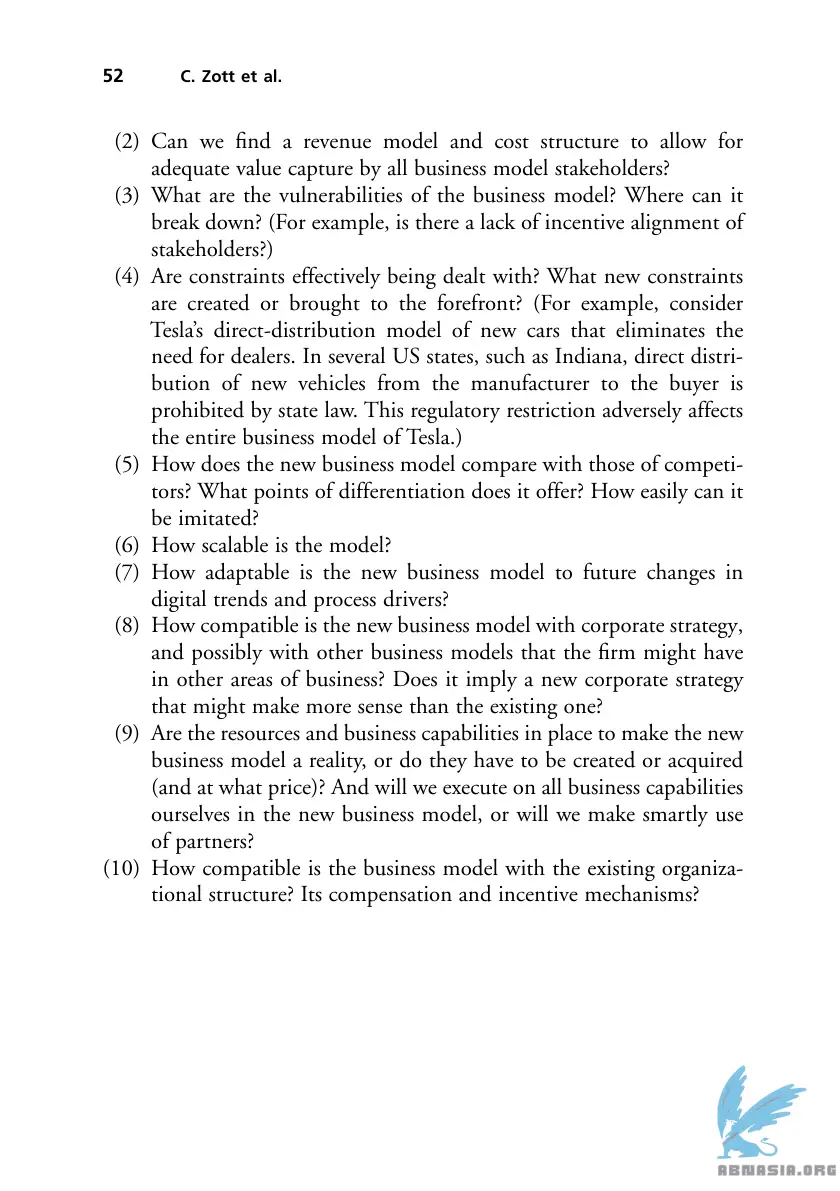 52 C. Zott et al.
(2) Can we find a revenue model and cost structure to allow for
adequate value capture by all business model stakeholders?
(3) What are the vulnerabilities of the business model? Where can it
break down? (For example, is there a lack of incentive alignment of
stakeholders?)
(4) Are constraints effectively being dealt with? What new constraints
are created or brought to the forefront? (For example, consider
Tesla’s direct-distribution model of new cars that eliminates the
need for dealers. In several US states, such as Indiana, direct distri-
bution of new vehicles from the manufacturer to the buyer is
prohibited by state law. This regulatory restriction adversely affects
the entire business model of Tesla.)
(5) How does the new business model compare with those of competi-
tors? What points of differentiation does it offer? How easily can it
be imitated?
(6) How scalable is the model?
(7) How adaptable is the new business model to future changes in
digital trends and process drivers?
(8) How compatible is the new business model with corporate strategy,
and possibly with other business models that the firm might have
in other areas of business? Does it imply a new corporate strategy
that might make more sense than the existing one?
(9) Are the resources and business capabilities in place to make the new
business model a reality, or do they have to be created or acquired
(and at what price)? And will we execute on all business capabilities
ourselves in the new business model, or will we make smartly use
of partners?
(10) How compatible is the business model with the existing organiza-
tional structure? Its compensation and incentive mechanisms?
ABNASIA.ORG